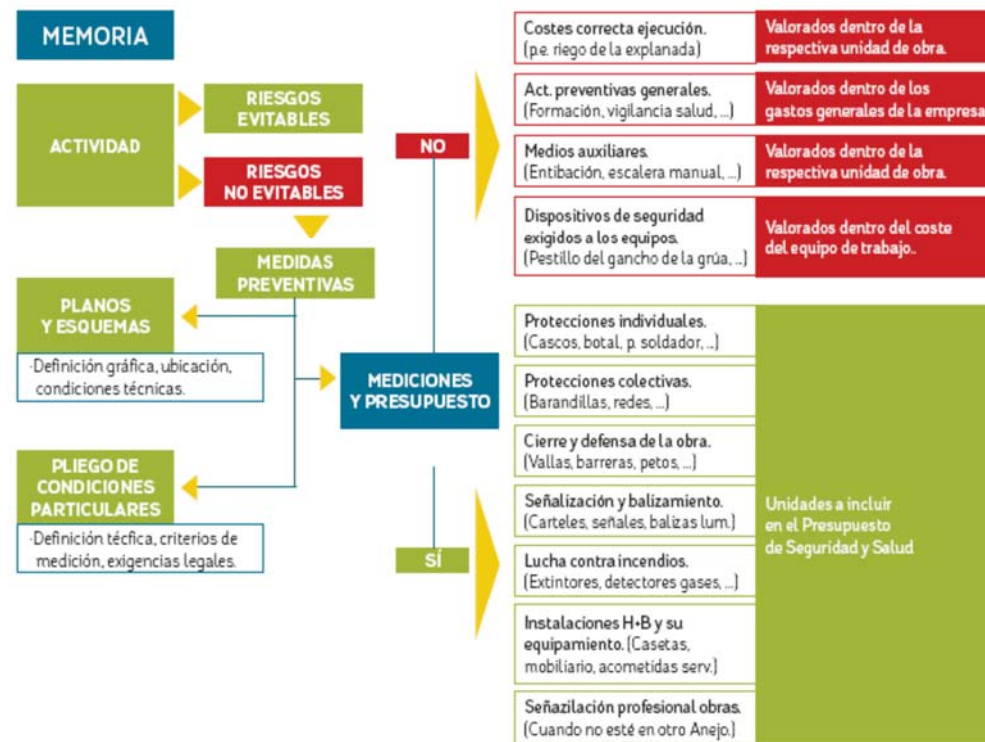 MEMORIA
ACTIVIDAD
RIESGOS
EVITABLES
RIESGOS
NO EVITABLES
MEDIDAS
PREVENTIVAS
PLANOS
Y ESQUEMAS
·Definición gráfica, ubicación,
condiciones técnicas.
PLIEGO DE
CONDICIONES
PARTICULARES
·Definición técfica, criterios de
medición, exigencias legales.
MEDICIONES
Y PRESUPUESTO
NO
Costes correcta ejecución.
(p.e. riego de la explanada)
Valorados dentro de la
respectiva unidad de obra.
Act. preventivas generales.
(Formación, vigilancia salud, ...)
Valorados dentro de los
gastos generales de la empresa
Medios auxiliares.
(Entibación, escalera manual, ...)
Valorados dentro de la
respectiva unidad de obra.
Dispositivos de seguridad
exigidos a los equipos.
(Pestillo del gancho de la grúa, ..)
Valorados dentro del coste
del equipo de trabajo..
SÍ
Protecciones individuales.
(Cascos, botal, p. soldador, ...)
Protecciones colectivas.
(Barandillas, redes, ...)
Cierre y defensa de la obra.
(Vallas, barreras, petos, ...)
Señalización y balizamiento.
(Carteles, señales, balizas lum.)
Lucha contra incendios.
(Extintores, detectores gases, ...)
Instalaciones H+B y su
equipamiento. (Casetas,
mobiliario, acometidas serv.)
Señazilación profesional obras.
(Cuando no esté en otro Anejo.)
Unidades a incluir
en el Presupuesto
de Seguridad y Salud